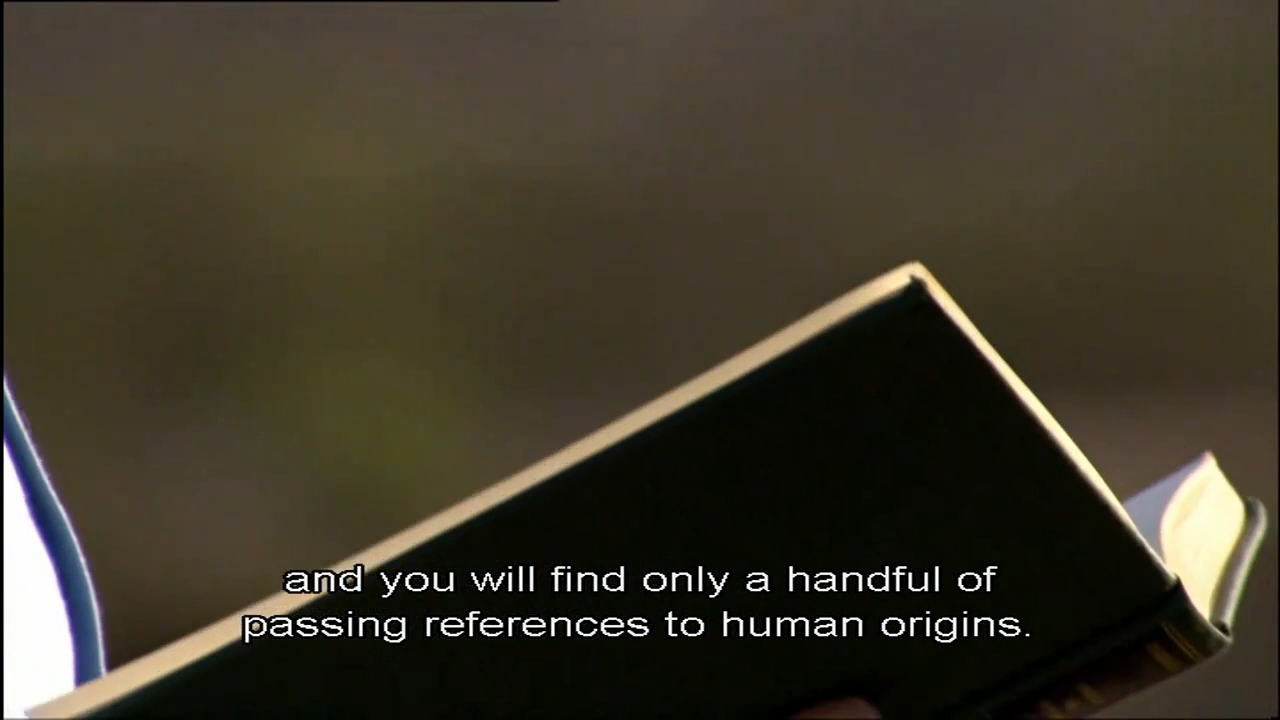 and you will find only a handful of
passing references to human origins.